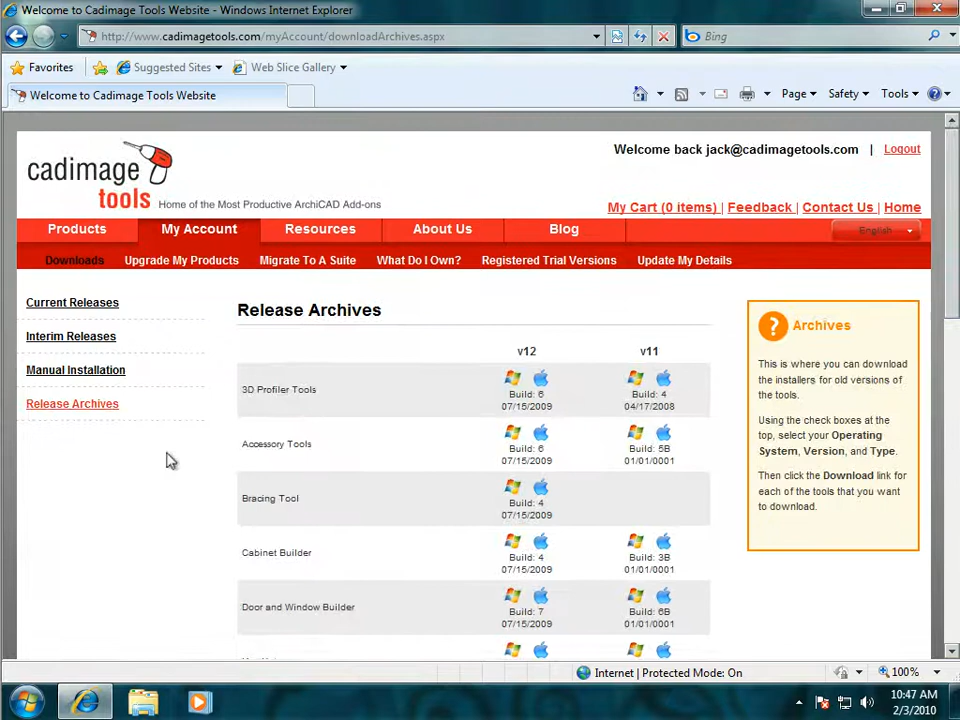 Welcome to Cadimage Tools Website - Windows Internet Explorer
http://www.cadimagetools.com/myAccount/downloadArchives.aspx
Bing
Favorites
Suggested Sites
Web Slice Gallery
Welcome to Cadimage Tools Website
Page
Safety
Tools
cadimage
tools
Home of the Most Productive ArchiCAD Add-ons
Welcome back jack@cadimagetools.com | Logout
My Cart (0 items) | Feedback | Contact Us | Home
Products
My Account
Resources
About Us
Blog
English
Downloads
Upgrade My Products
Migrate To A Suite
What Do I Own?
Registered Trial Versions
Update My Details
Current Releases
Interim Releases
Manual Installation
Release Archives
Release Archives
v12
v11
3D Profiler Tools
Build: 6
07/15/2009
Build: 4
04/17/2008
Accessory Tools
Build: 6
07/15/2009
Build: 5B
01/01/0001
Bracing Tool
Build: 4
07/15/2009
Cabinet Builder
Build: 4
07/15/2009
Build: 3B
01/01/0001
Door and Window Builder
Build: 7
07/15/2009
Build: 6B
01/01/0001
Archives
This is where you can download
the installers for old versions of
the tools.
Using the check boxes at the
top, select your Operating
System, Version, and Type.
Then click the Download link for
each of the tools that you want
to download.
Internet | Protected Mode: On
100%
10:47 AM
2/3/2010